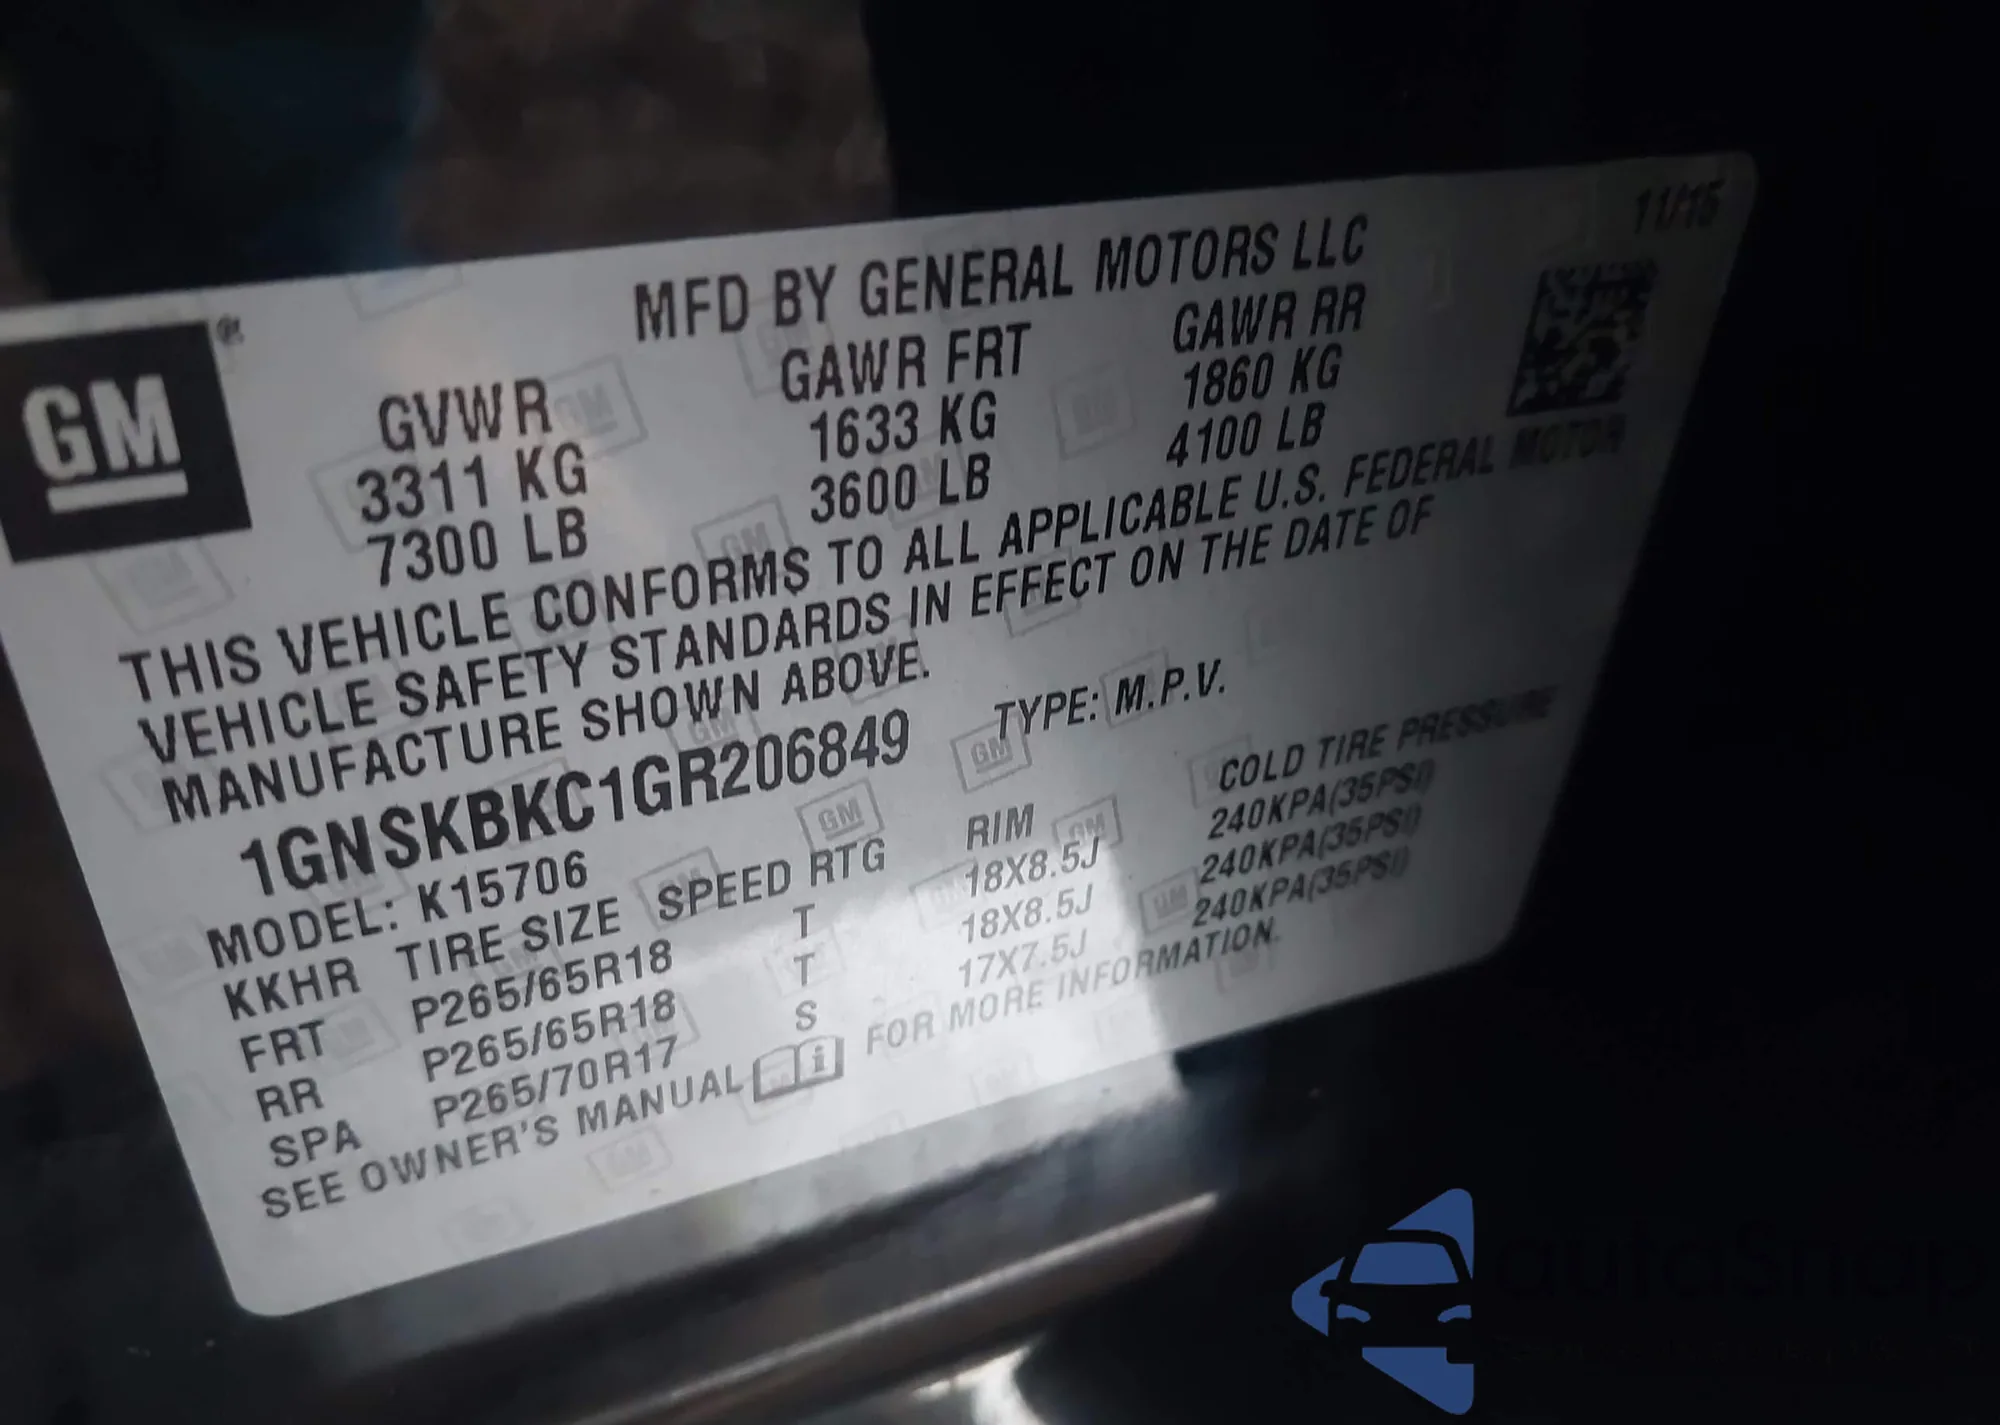 11/15
MFD BY GENERAL MOTORS LLC
GM ®
GVWR GAWR FRT GAWR RR
3311 KG 1633 KG 1860 KG
7300 LB 3600 LB 4100 LB
THIS VEHICLE CONFORMS TO ALL APPLICABLE U.S. FEDERAL MOTOR
VEHICLE SAFETY STANDARDS IN EFFECT ON THE DATE OF
MANUFACTURE SHOWN ABOVE.
1GNSKBKC1GR206849 TYPE: M.P.V.
MODEL: K15706
KKHR TIRE SIZE SPEED RTG RIM COLD TIRE PRESSURE
FRT P265/65R18 T 18X8.5J 240KPA(35PSI)
RR P265/65R18 T 18X8.5J 240KPA(35PSI)
SPA P265/70R17 S 17X7.5J 240KPA(35PSI)
SEE OWNER'S MANUAL i FOR MORE INFORMATION.
autosnap